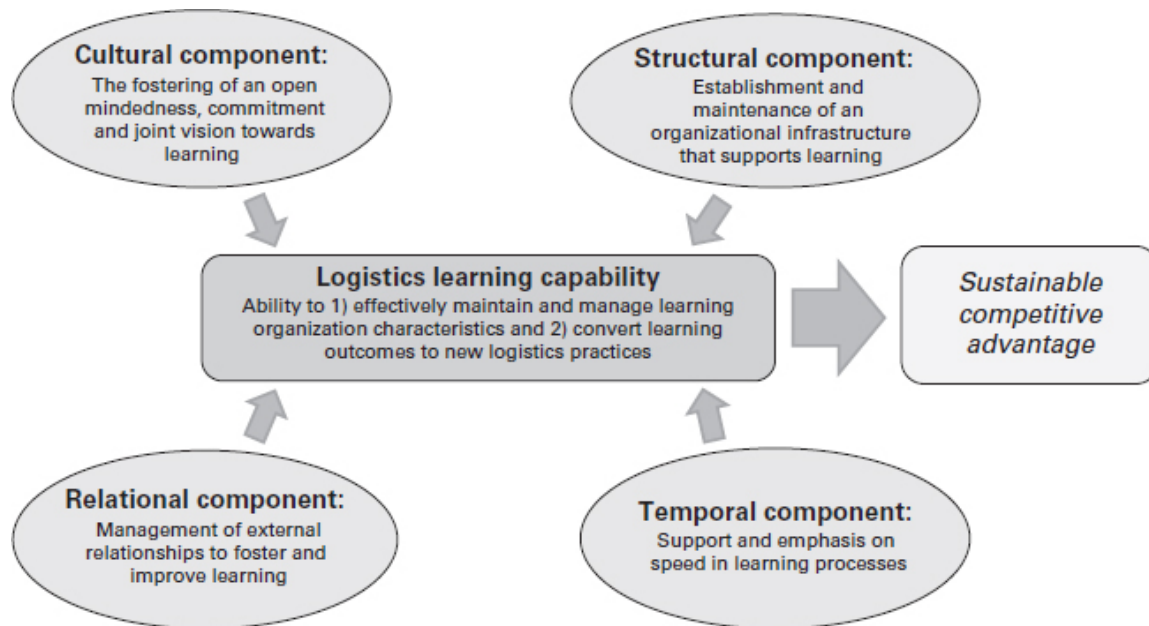 Cultural component:
The fostering of an open
mindedness, commitment
and joint vision towards
learning
Structural component:
Establishment and
maintenance of an
organizational infrastructure
that supports learning
Logistics learning capability
Ability to 1) effectively maintain and manage learning
organization characteristics and 2) convert learning
outcomes to new logistics practices
Sustainable
competitive
advantage
Relational component:
Management of external
relationships to foster and
improve learning
Temporal component:
Support and emphasis on
speed in learning processes